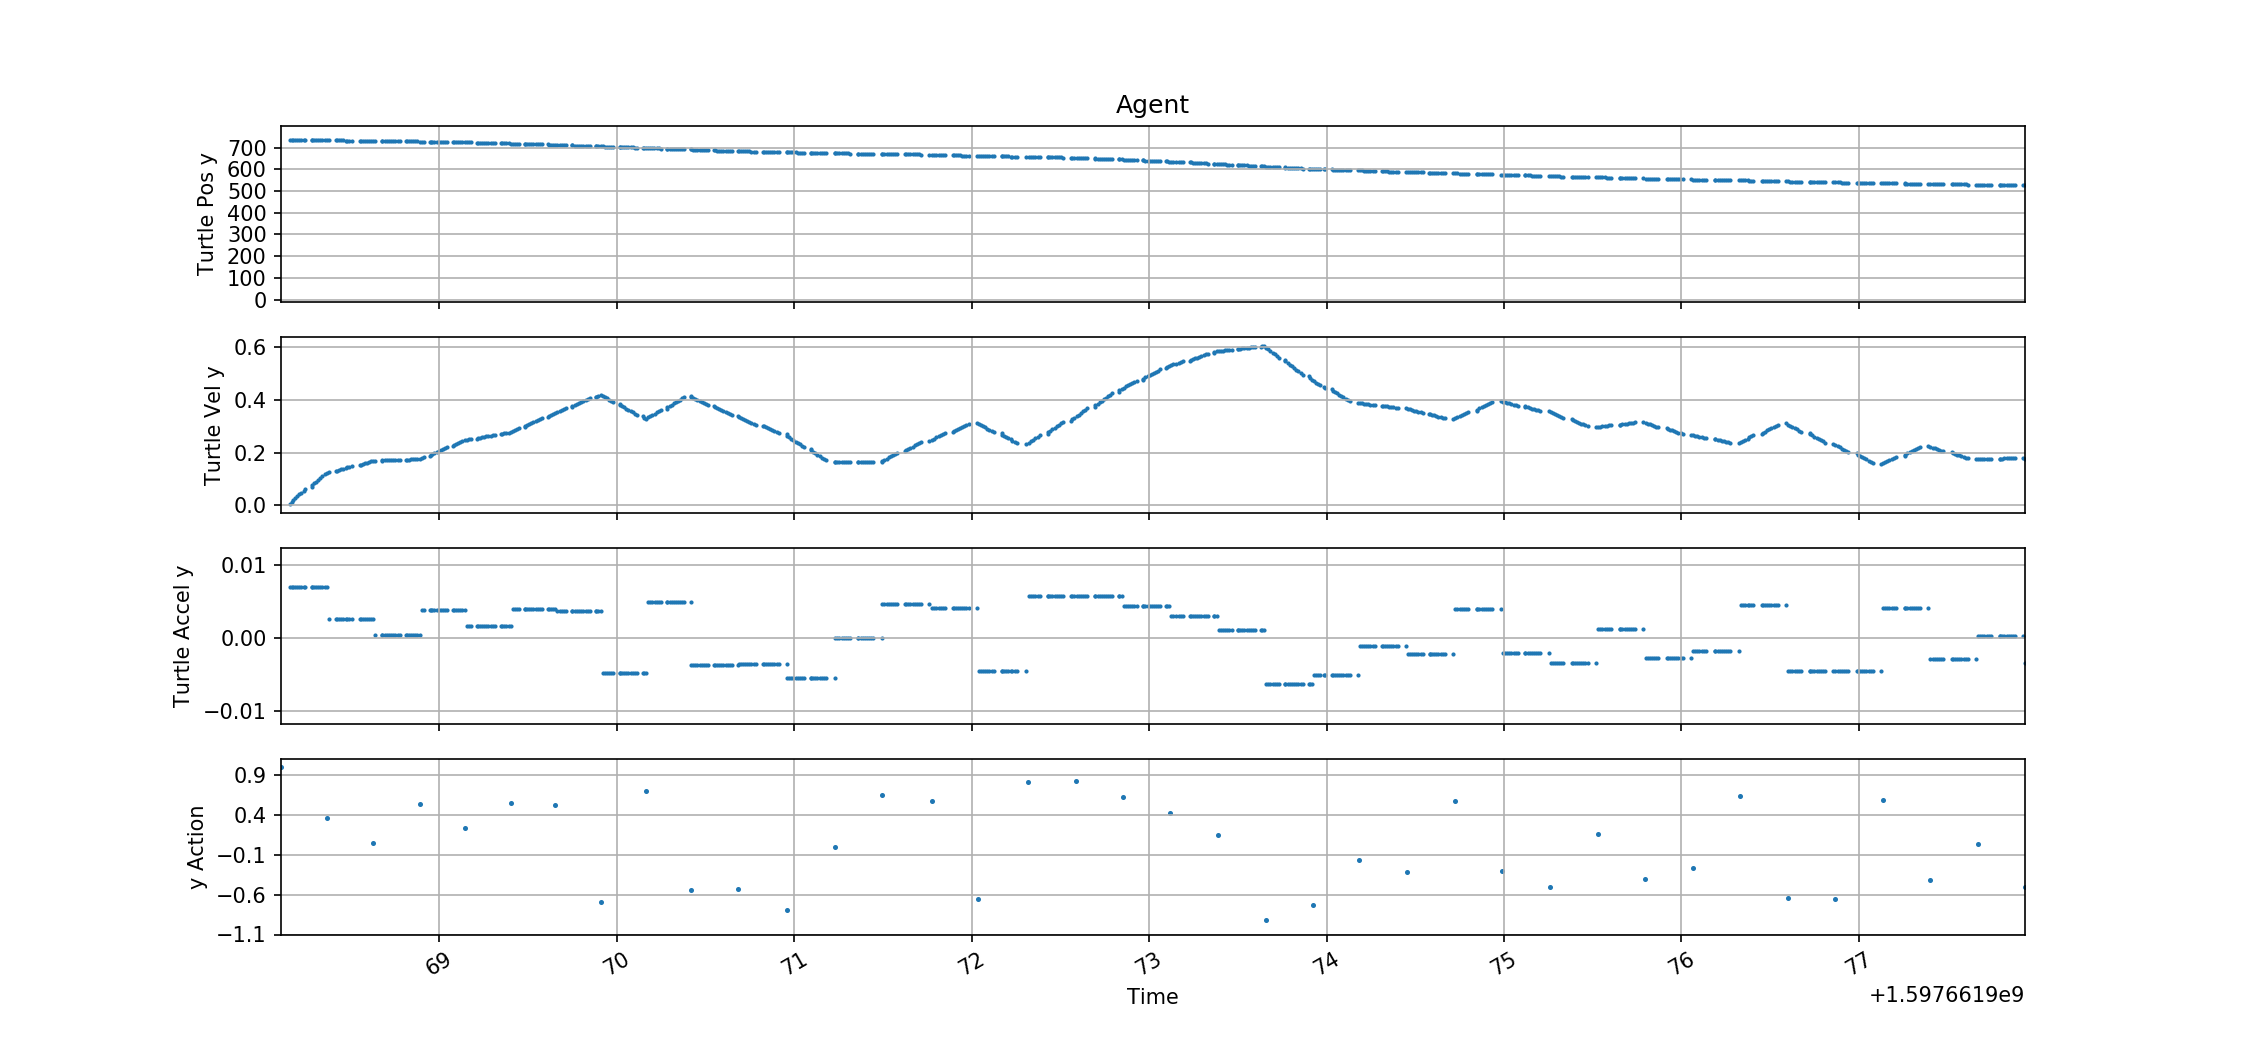 Agent
Turtle Pos y
700
600
500
400
300
200
100
0
Turtle Vel y
0.6
0.4
0.2
0.0
Turtle Accel y
0.01
0.00
−0.01
y Action
0.9
0.4
−0.1
−0.6
−1.1
69 70 71 72 73 74 75 76 77
Time
+1.5976619e9